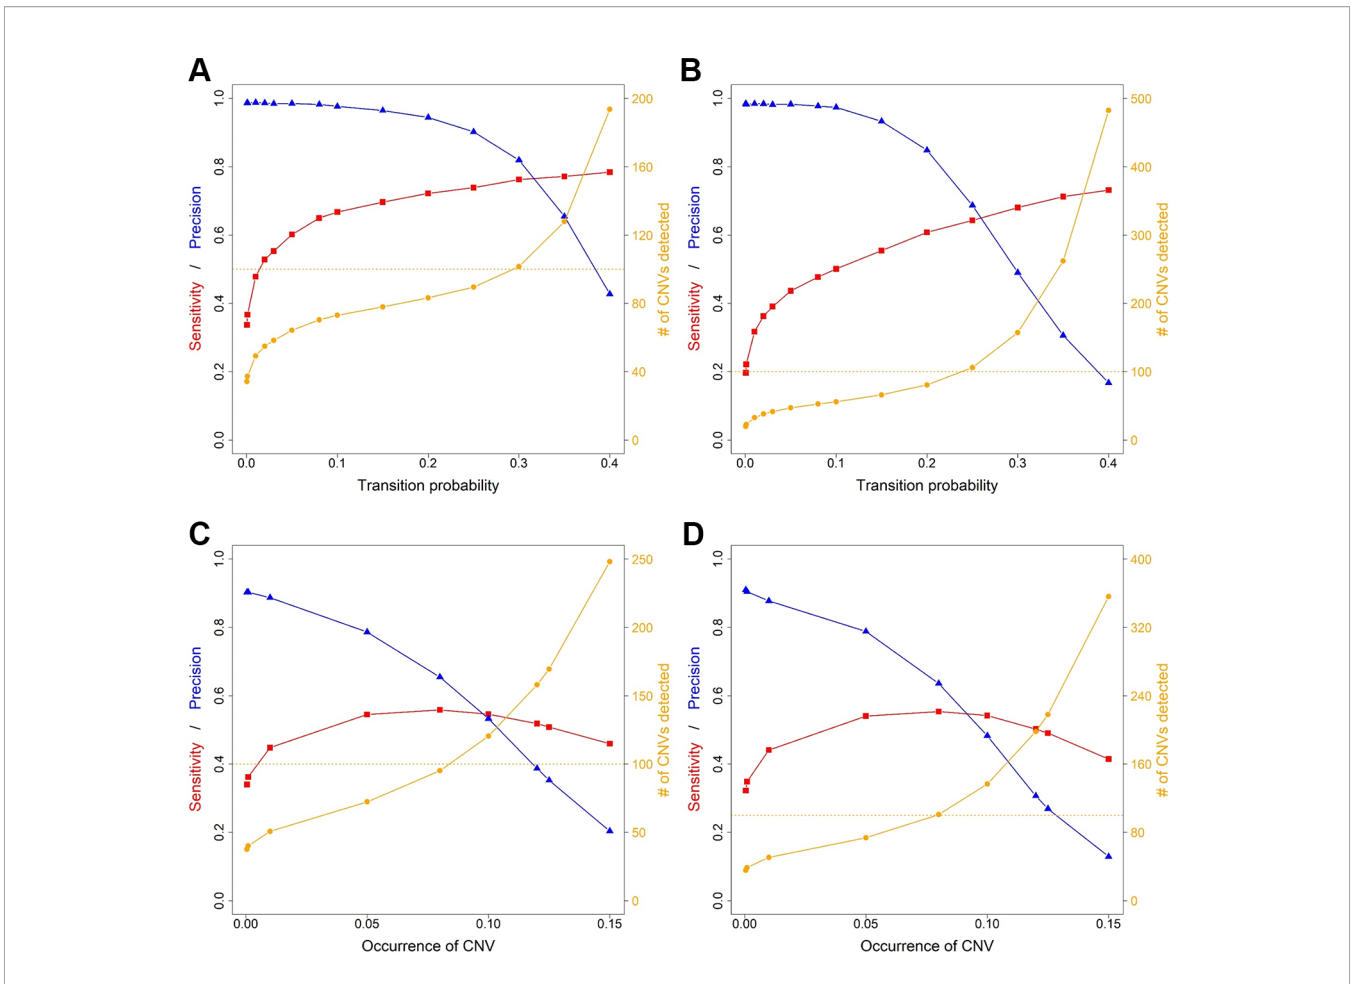 A
1.0
0.8
0.6
0.4
0.2
0.0
Sensitivity / Precision
200
160
120
80
40
0
# of CNVs detected
0.0 0.1 0.2 0.3 0.4
Transition probability
B
1.0
0.8
0.6
0.4
0.2
0.0
Sensitivity / Precision
500
400
300
200
100
0
# of CNVs detected
0.0 0.1 0.2 0.3 0.4
Transition probability
C
1.0
0.8
0.6
0.4
0.2
0.0
Sensitivity / Precision
250
200
150
100
50
0
# of CNVs detected
0.00 0.05 0.10 0.15
Occurrence of CNV
D
1.0
0.8
0.6
0.4
0.2
0.0
Sensitivity / Precision
400
320
240
160
80
0
# of CNVs detected
0.00 0.05 0.10 0.15
Occurrence of CNV